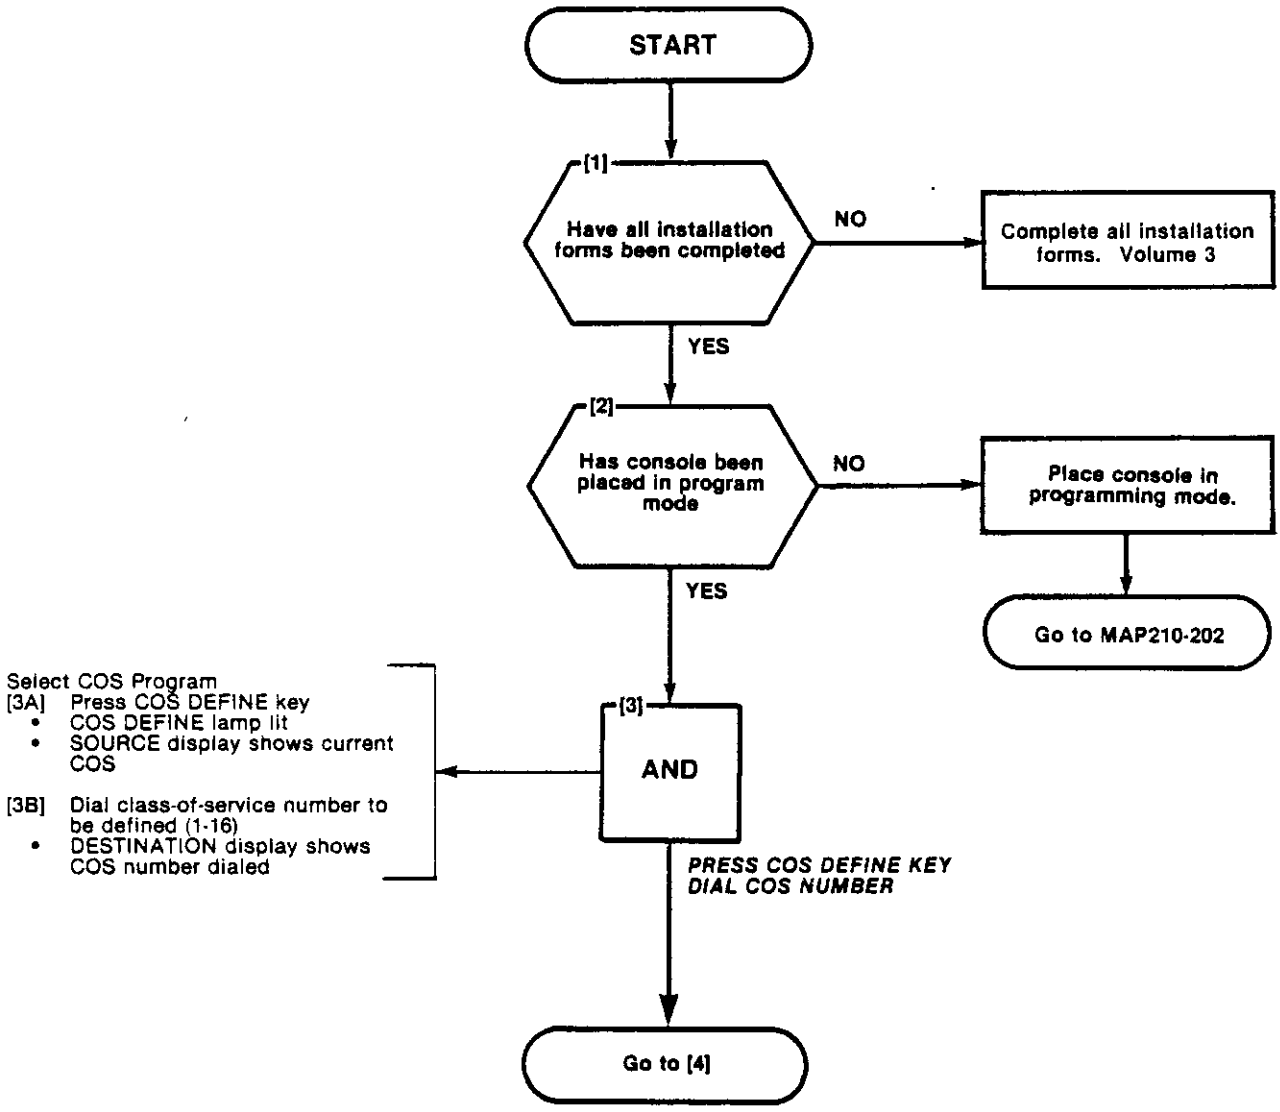 START
[1]
Have all installation
forms been completed
NO
Complete all installation
forms. Volume 3
YES
[2]
Has console been
placed in program
mode
NO
Place console in
programming mode.
YES
Go to MAP210-202
Select COS Program
[3A] Press COS DEFINE key
• COS DEFINE lamp lit
• SOURCE display shows current
COS
[3B] Dial class-of-service number to
be defined (1-16)
• DESTINATION display shows
COS number dialed
[3]
AND
PRESS COS DEFINE KEY
DIAL COS NUMBER
Go to [4]